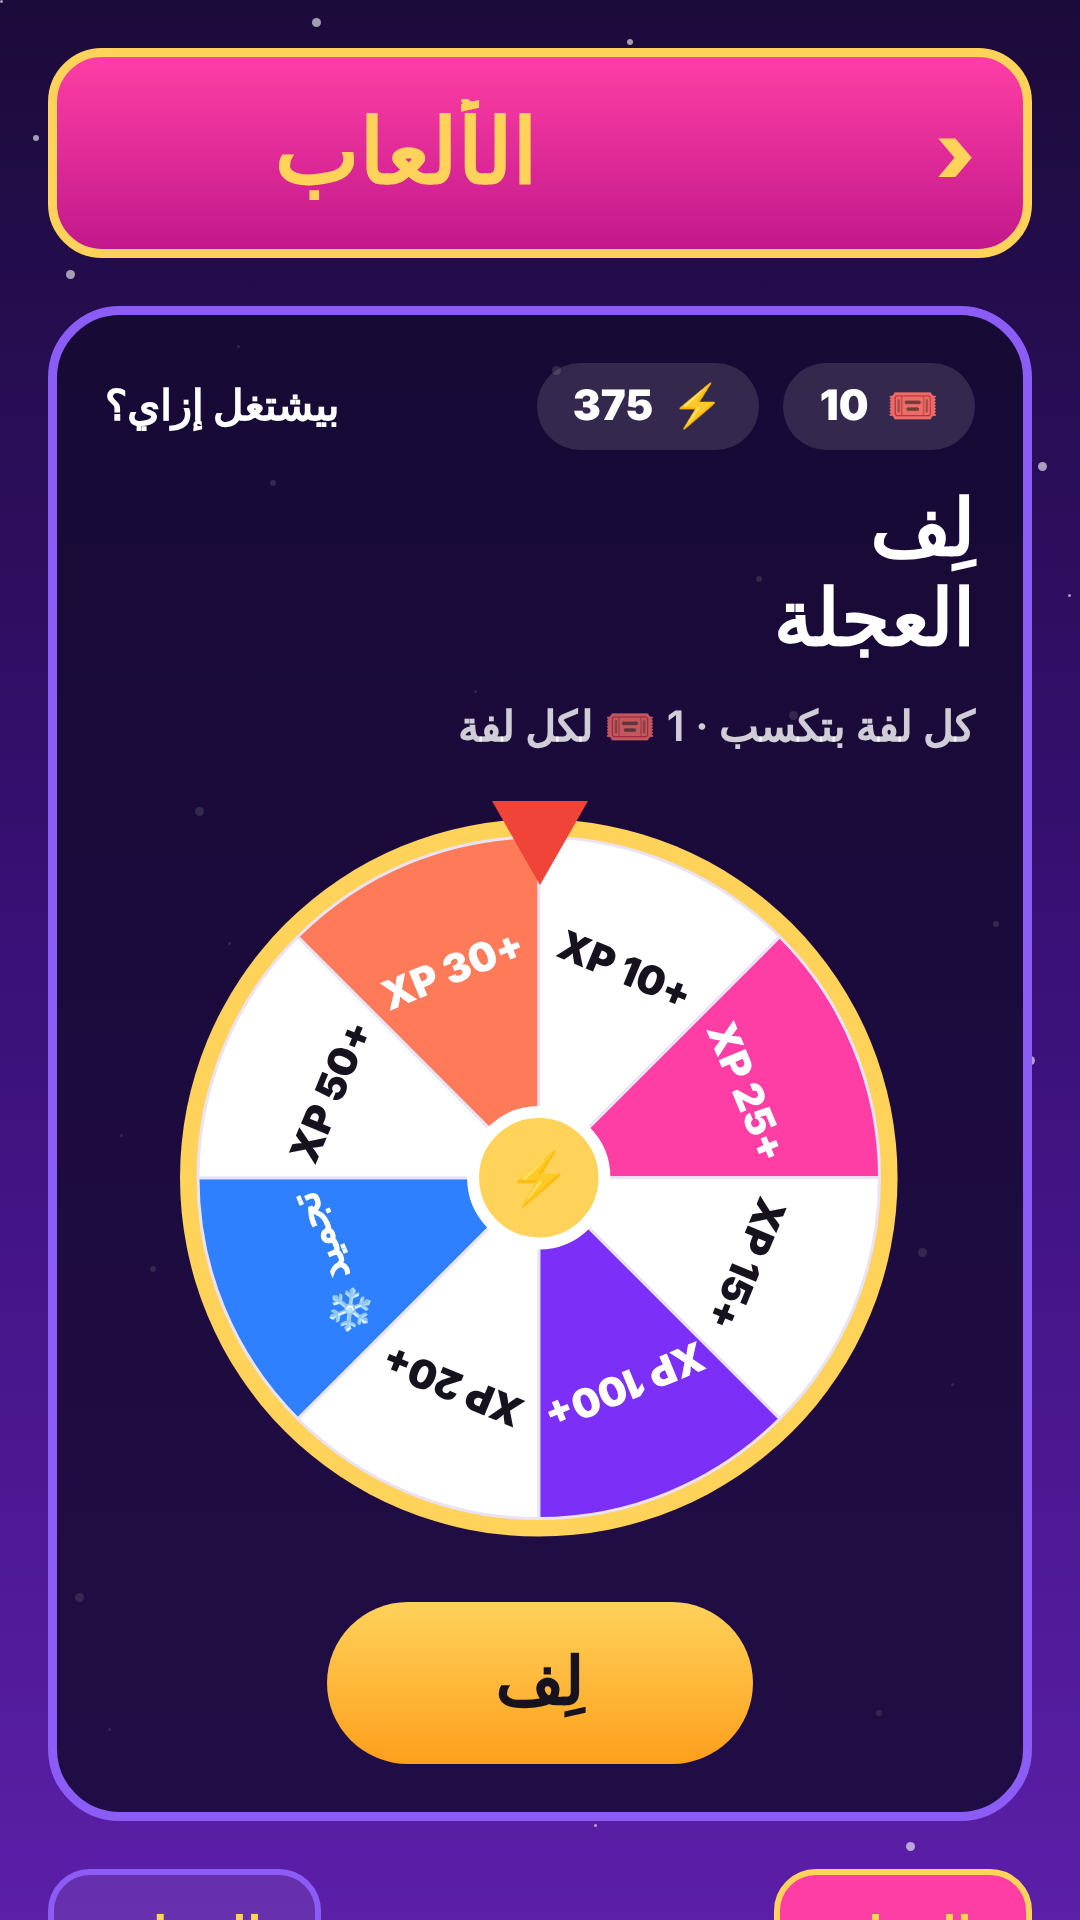 الألعاب
10
375
بيشتغل إزاي؟
لِف
العجلة
كل لفة بتكسب · 1 🎟️ لكل لفة
XP 10+
XP 25+
XP 15+
XP 100+
XP 20+
تجميد
XP 50+
XP 30+
لِف